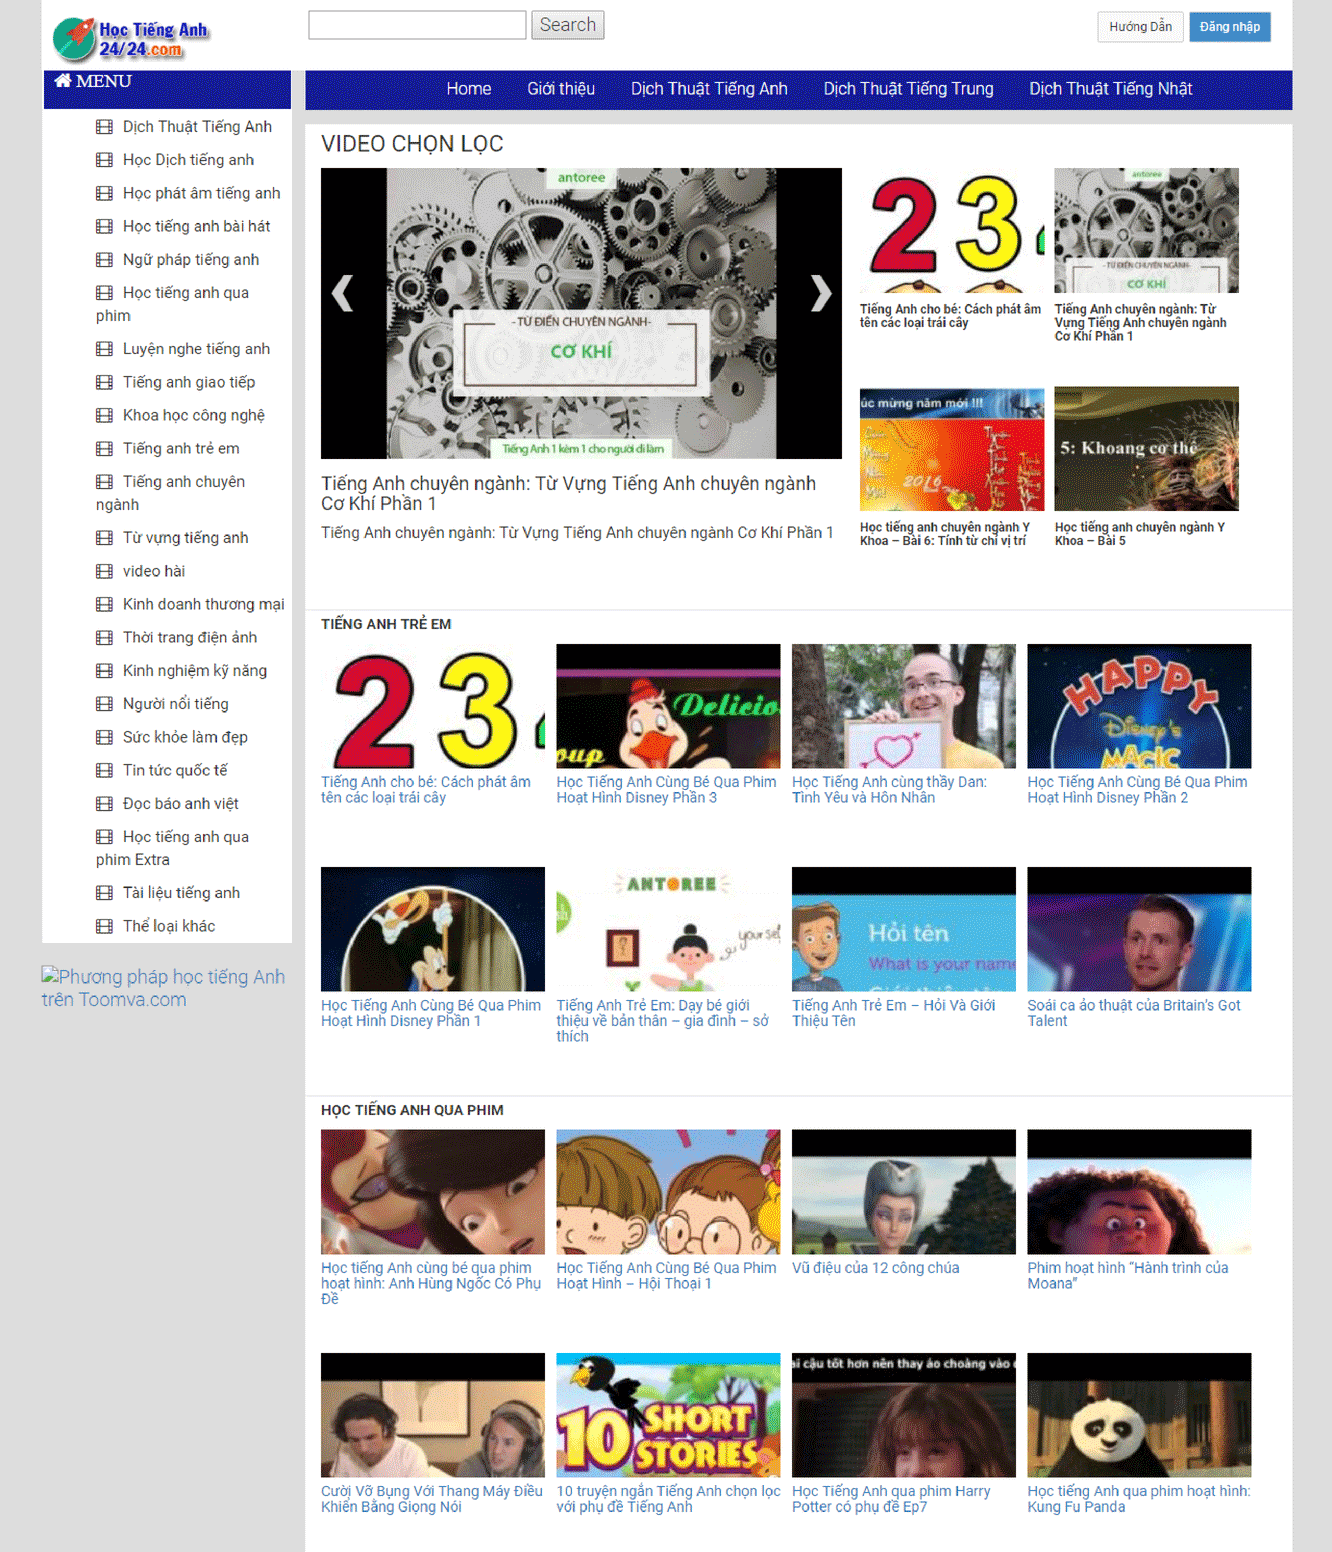 Học Tiếng Anh
24/24.com
Search
Hướng Dẫn
Đăng nhập
MENU
Home
Giới thiệu
Dịch Thuật Tiếng Anh
Dịch Thuật Tiếng Trung
Dịch Thuật Tiếng Nhật
Dịch Thuật Tiếng Anh
Học Dịch tiếng anh
Học phát âm tiếng anh
Học tiếng anh bài hát
Ngữ pháp tiếng anh
Học tiếng anh qua
phim
Luyện nghe tiếng anh
Tiếng anh giao tiếp
Khoa học công nghệ
Tiếng anh trẻ em
Tiếng anh chuyên
ngành
Từ vựng tiếng anh
video hài
Kinh doanh thương mại
Thời trang điện ảnh
Kinh nghiệm kỹ năng
Người nổi tiếng
Sức khỏe làm đẹp
Tin tức quốc tế
Đọc báo anh việt
Học tiếng anh qua
phim Extra
Tài liệu tiếng anh
Thể loại khác
Phương pháp học tiếng Anh
trên Toomva.com
VIDEO CHỌN LỌC
antoree
-TỪ ĐIỂN CHUYÊN NGÀNH-
CƠ KHÍ
Tiếng Anh 1 kèm 1 cho người đi làm
Tiếng Anh chuyên ngành: Từ Vựng Tiếng Anh chuyên ngành
Cơ Khí Phần 1
Tiếng Anh chuyên ngành: Từ Vựng Tiếng Anh chuyên ngành Cơ Khí Phần 1
2 3
Tiếng Anh cho bé: Cách phát âm
tên các loại trái cây
antoree
-TỪ ĐIỂN CHUYÊN NGÀNH-
CƠ KHÍ
Tiếng Anh chuyên ngành: Từ
Vựng Tiếng Anh chuyên ngành
Cơ Khí Phần 1
úc mừng năm mới !!!
2016
Học tiếng anh chuyên ngành Y
Khoa – Bài 6: Tính từ chỉ vị trí
5: Khoang cơ thể
Học tiếng anh chuyên ngành Y
Khoa – Bài 5
TIẾNG ANH TRẺ EM
2 3
Tiếng Anh cho bé: Cách phát âm
tên các loại trái cây
Delicio
oup
Học Tiếng Anh Cùng Bé Qua Phim
Hoạt Hình Disney Phần 3
Học Tiếng Anh cùng thầy Dan:
Tình Yêu và Hôn Nhân
HAPPY
Disney's
MAGIC
Học Tiếng Anh Cùng Bé Qua Phim
Hoạt Hình Disney Phần 2
Học Tiếng Anh Cùng Bé Qua Phim
Hoạt Hình Disney Phần 1
ANTOREE
yourself
Tiếng Anh Trẻ Em: Dạy bé giới
thiệu về bản thân – gia đình – sở
thích
Hỏi tên
What is your name
Tiếng Anh Trẻ Em – Hỏi Và Giới
Thiệu Tên
Soái ca ảo thuật của Britain's Got
Talent
HỌC TIẾNG ANH QUA PHIM
Học tiếng Anh cùng bé qua phim
hoạt hình: Anh Hùng Ngốc Có Phụ
Đề
Học Tiếng Anh Cùng Bé Qua Phim
Hoạt Hình – Hội Thoại 1
Vũ điệu của 12 công chúa
Phim hoạt hình “Hành trình của
Moana”
Cười Vỡ Bụng Với Thang Máy Điều
Khiển Bằng Giọng Nói
10 SHORT
STORIES
10 truyện ngắn Tiếng Anh chọn lọc
với phụ đề Tiếng Anh
ai cậu tốt hơn nên thay áo choàng vào
Học Tiếng Anh qua phim Harry
Potter có phụ đề Ep7
Học tiếng Anh qua phim hoạt hình:
Kung Fu Panda